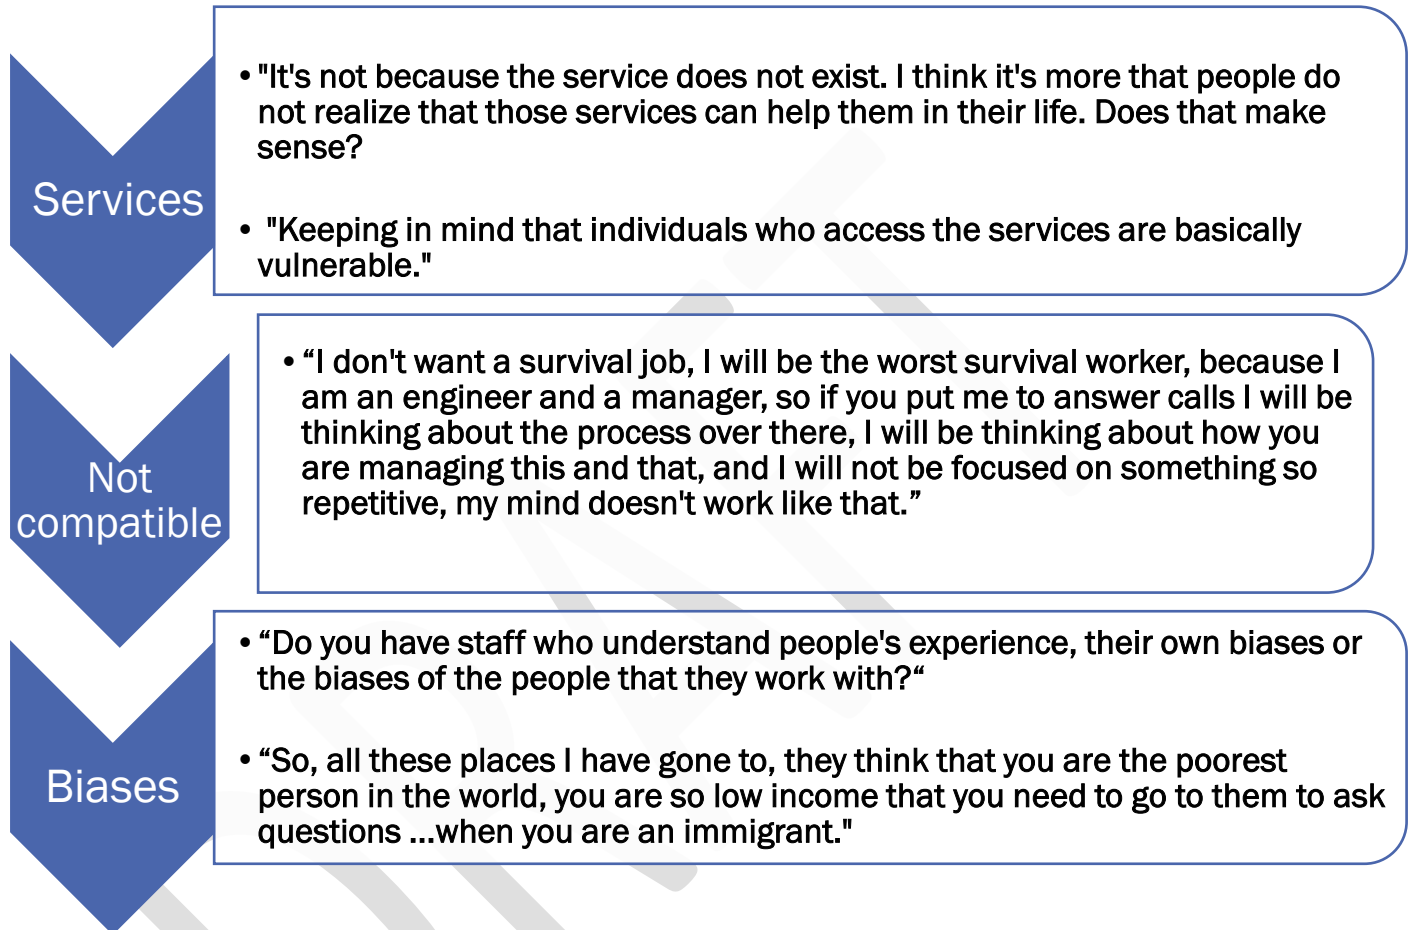 Services
• "It's not because the service does not exist. I think it's more that people do
not realize that those services can help them in their life. Does that make
sense?
• "Keeping in mind that individuals who access the services are basically
vulnerable."
Not
compatible
• “I don't want a survival job, I will be the worst survival worker, because I
am an engineer and a manager, so if you put me to answer calls I will be
thinking about the process over there, I will be thinking about how you
are managing this and that, and I will not be focused on something so
repetitive, my mind doesn't work like that.”
Biases
• “Do you have staff who understand people's experience, their own biases or
the biases of the people that they work with?“
• “So, all these places I have gone to, they think that you are the poorest
person in the world, you are so low income that you need to go to them to ask
questions ...when you are an immigrant."
DRAFT